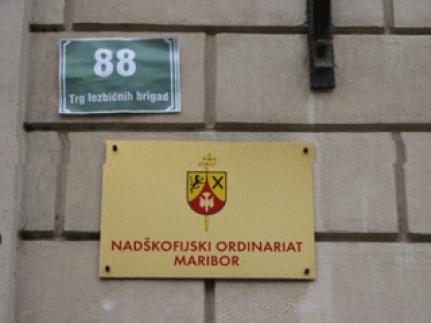 88
Trg lezbičnih brigad
NADŠKOFIJSKI ORDINARIAT
MARIBOR